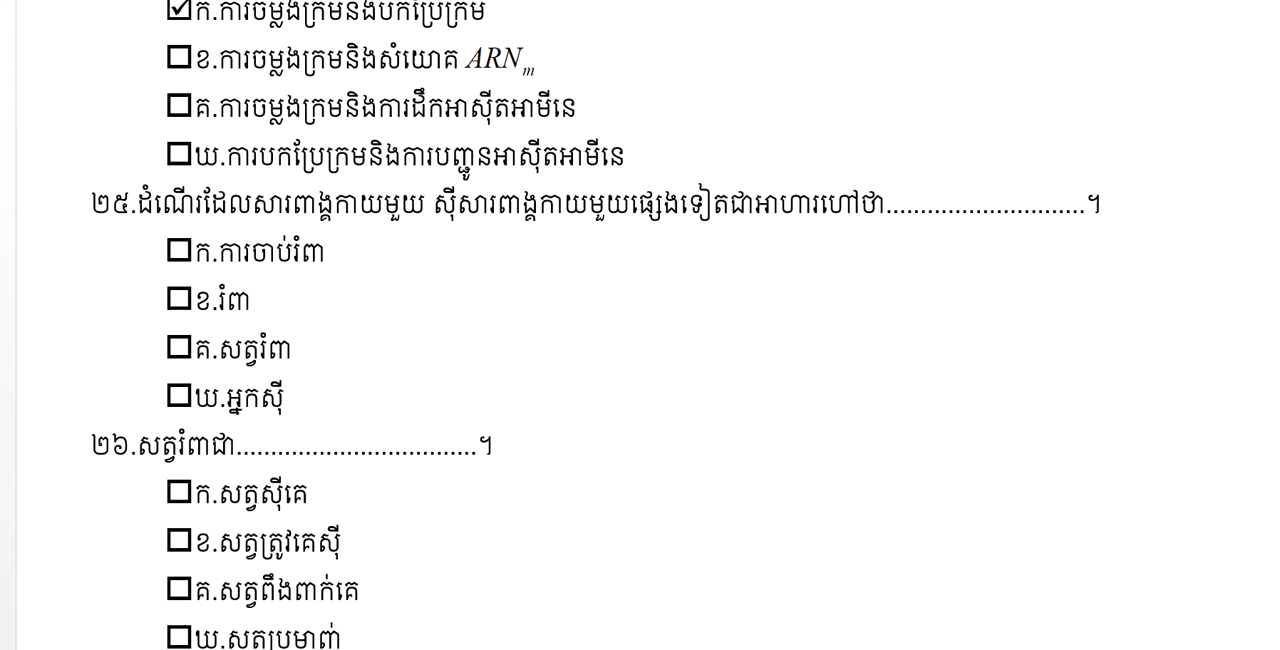 ☑ក.ការចម្លងក្រមនិងបកប្រែក្រម
☐ខ.ការចម្លងក្រមនិងសំយោគ ARNm
☐គ.ការចម្លងក្រមនិងការដឹកអាស៊ីតអាមីនេ
☐ឃ.ការបកប្រែក្រមនិងការបញ្ជូនអាស៊ីតអាមីនេ
២៥.ដំណើរដែលសារពាង្គកាយមួយ ស៊ីសារពាង្គកាយមួយផ្សេងទៀតជាអាហារហៅថា.............................។
☐ក.ការចាប់រំពា
☐ខ.រំពា
☐គ.សត្វរំពា
☐ឃ.អ្នកស៊ី
២៦.សត្វរំពាជា...................................។
☐ក.សត្វស៊ីគេ
☐ខ.សត្វត្រូវគេស៊ី
☐គ.សត្វពឹងពាក់គេ
☐ឃ.សត្វប្រមាញ់